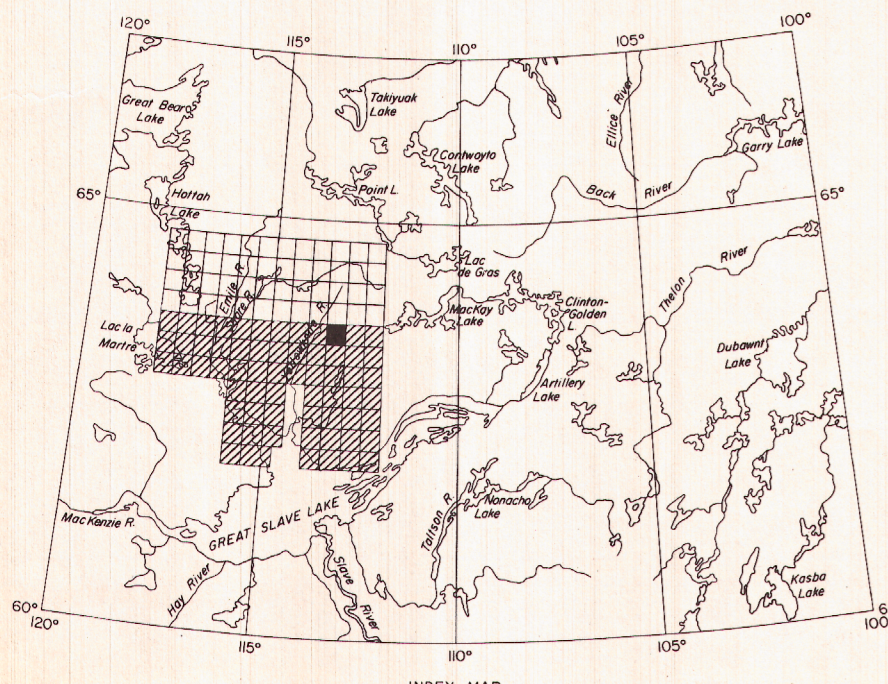 120°
115°
110°
105°
100°
Great Bear
Lake
Takiyuak
Lake
Ellice River
Contwoyto
Lake
Garry Lake
Point L.
Back River
65°
65°
Hottah
Lake
Lac
de Gras
Thelon River
Emile R.
Snare R.
Yellowknife R.
MacKay
Lake
Clinton-
Golden
L.
Lac la
Martre
Dubawnt
Lake
Artillery
Lake
GREAT SLAVE LAKE
MacKenzie R.
Taltson R.
Nonacho
Lake
Hay River
Slave River
Kasba
Lake
60°
120°
115°
110°
105°
100
INDEX MAP